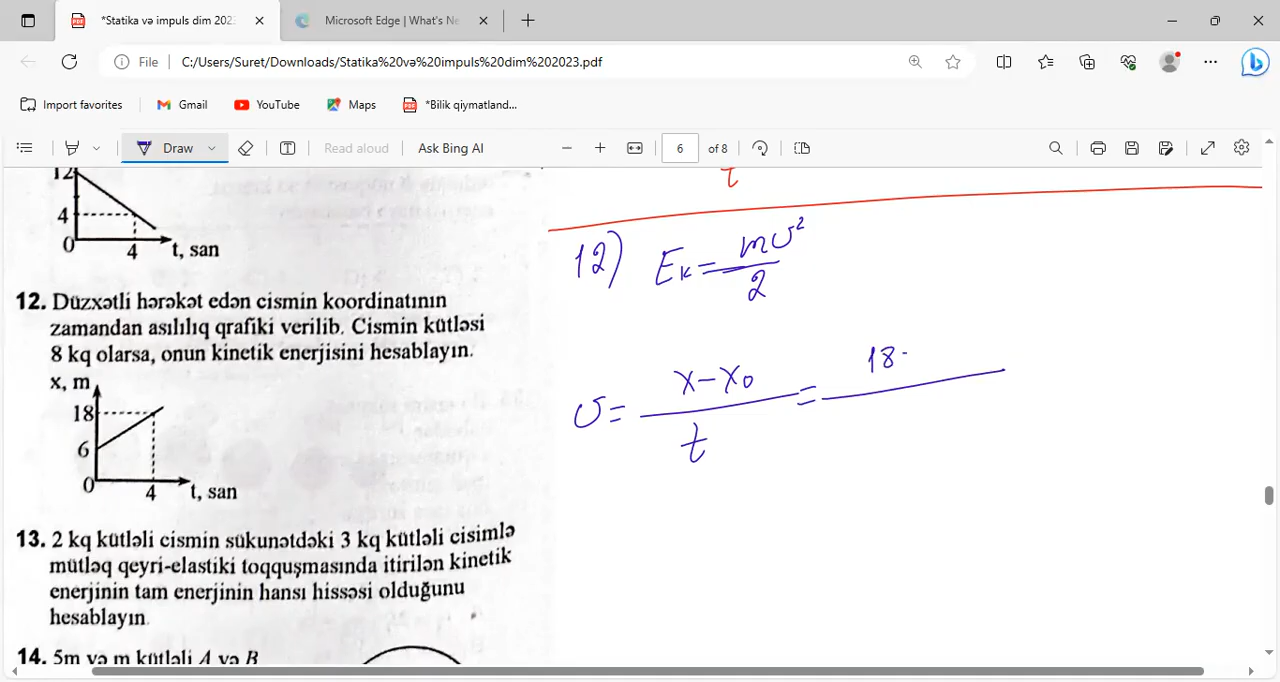 *Statika və impuls dim 202
Microsoft Edge | What's Ne
File
C:/Users/Suret/Downloads/Statika%20və%20impuls%20dim%202023.pdf
Import favorites
Gmail
YouTube
Maps
*Bilik qiymatland...
Draw
Read aloud
Ask Bing AI
6
of 8
12
4
0
4
t, san
t
12) Eₖ = mυ²/2
12. Düzxətli hərəkət edən cismin koordinatının
zamandan asılılıq qrafiki verilib. Cismin kütləsi
8 kq olarsa, onun kinetik enerjisini hesablayın.
x, m
18
6
0
4
t, san
υ = x-x₀/t = 18-
13. 2 kq kütləli cismin sükunətdəki 3 kq kütləli cisimlə
mütləq qeyri-elastiki toqquşmasında itirilən kinetik
enerjinin tam enerjinin hansı hissəsi olduğunu
hesablayın.
14. 5m və m kütləli A və B